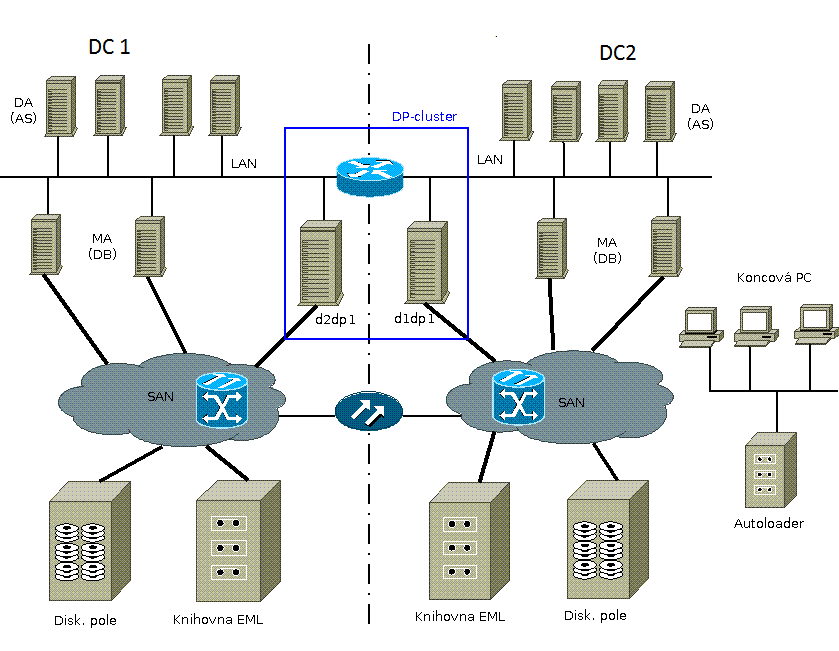 DC 1
DC2
DA
(AS)
DP-cluster
DA
(AS)
LAN
LAN
MA
(DB)
MA
(DB)
Koncová PC
d2dp1
d1dp1
SAN
SAN
Autoloader
Disk. pole
Knihovna EML
Knihovna EML
Disk. pole